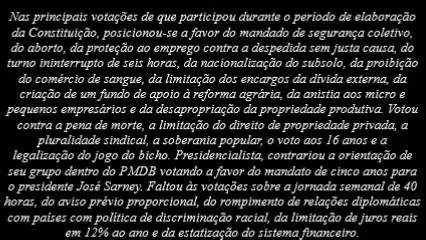 Nas principais votações de que participou durante o período de elaboração
da Constituição, posicionou-se a favor do mandado de segurança coletivo,
do aborto, da proteção ao emprego contra a despedida sem justa causa, do
turno ininterrupto de seis horas, da nacionalização do subsolo, da proibição
do comércio de sangue, da limitação dos encargos da dívida externa, da
criação de um fundo de apoio à reforma agrária, da anistia aos micro e
pequenos empresários e da desapropriação da propriedade produtiva. Votou
contra a pena de morte, a limitação do direito de propriedade privada, a
pluralidade sindical, a soberania popular, o voto aos 16 anos e a
legalização do jogo do bicho. Presidencialista, contrariou a orientação de
seu grupo dentro do PMDB votando a favor do mandato de cinco anos para
o presidente José Sarney. Faltou às votações sobre a jornada semanal de 40
horas, do aviso prévio proporcional, do rompimento de relações diplomáticas
com países com política de discriminação racial, da limitação de juros reais
em 12% ao ano e da estatização do sistema financeiro.